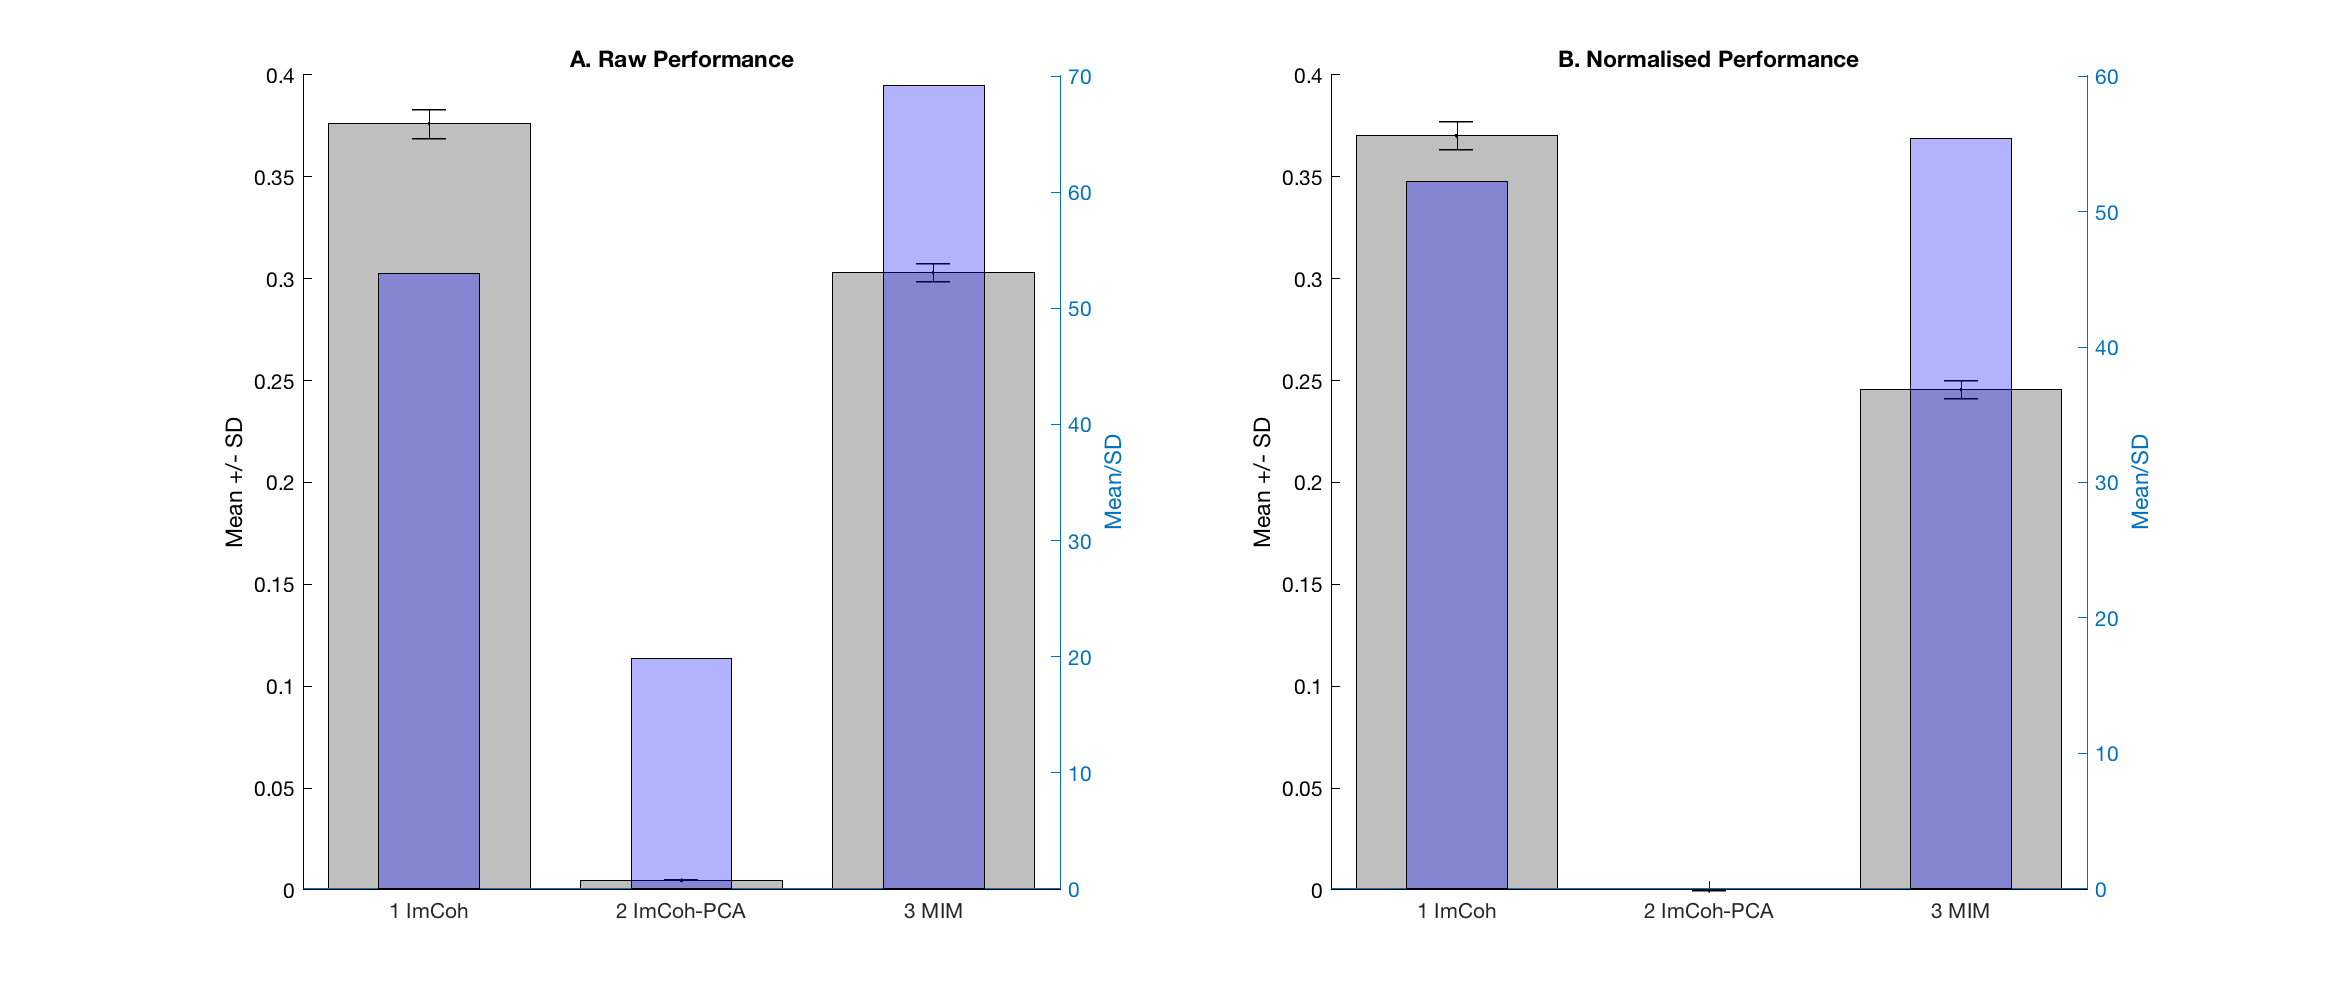 A. Raw Performance
0.4
0.35
0.3
0.25
0.2
0.15
0.1
0.05
0
Mean +/- SD
70
60
50
40
30
20
10
0
Mean/SD
1 ImCoh
2 ImCoh-PCA
3 MIM
B. Normalised Performance
0.4
0.35
0.3
0.25
0.2
0.15
0.1
0.05
0
Mean +/- SD
60
50
40
30
20
10
0
Mean/SD
1 ImCoh
2 ImCoh-PCA
3 MIM